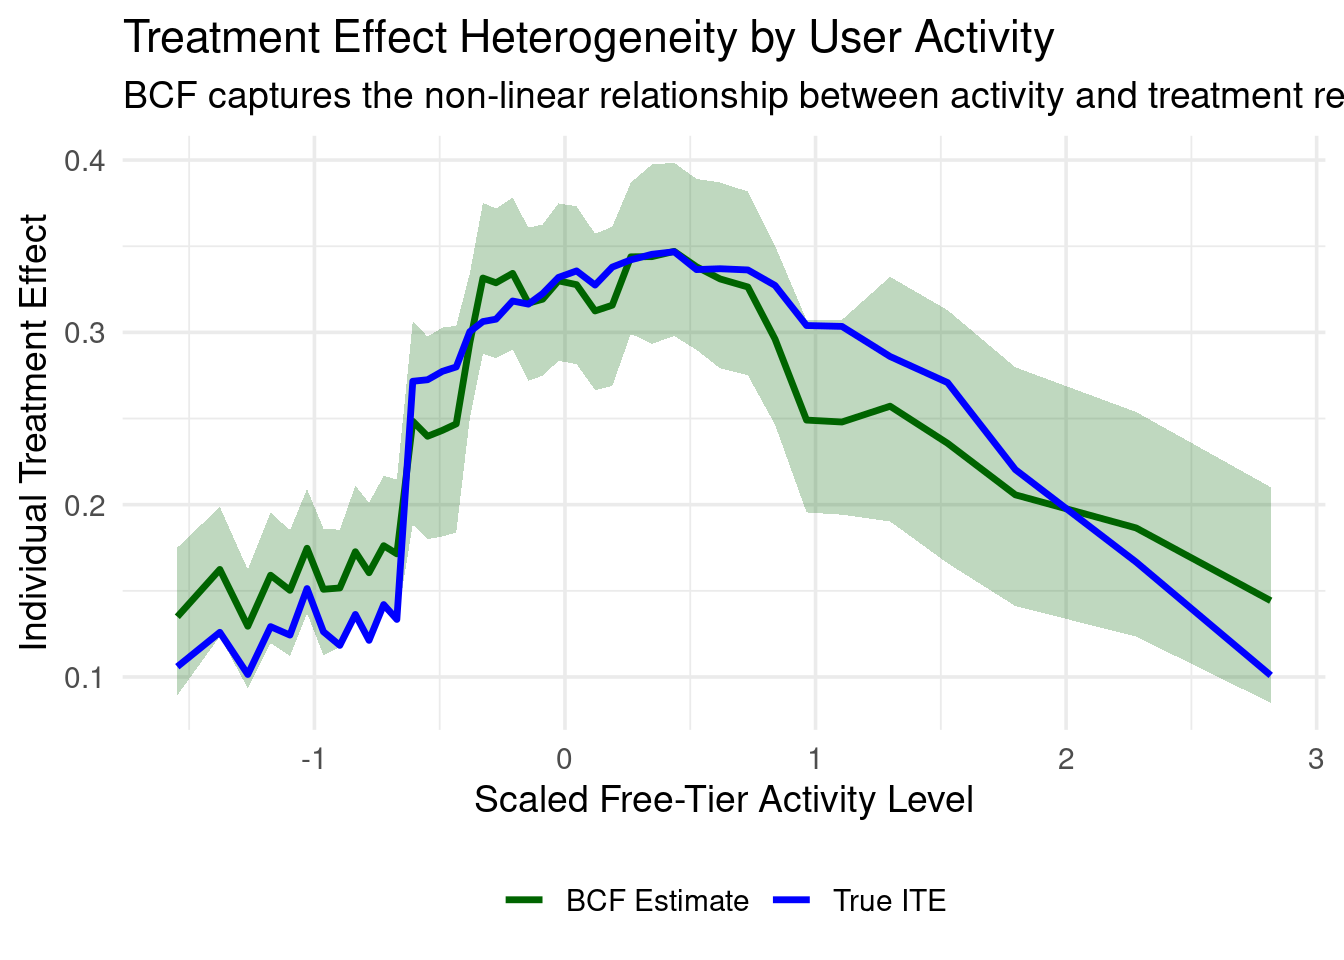 Treatment Effect Heterogeneity by User Activity
BCF captures the non-linear relationship between activity and treatment re
Individual Treatment Effect
0.4
0.3
0.2
0.1
-1 0 1 2 3
Scaled Free-Tier Activity Level
BCF Estimate True ITE